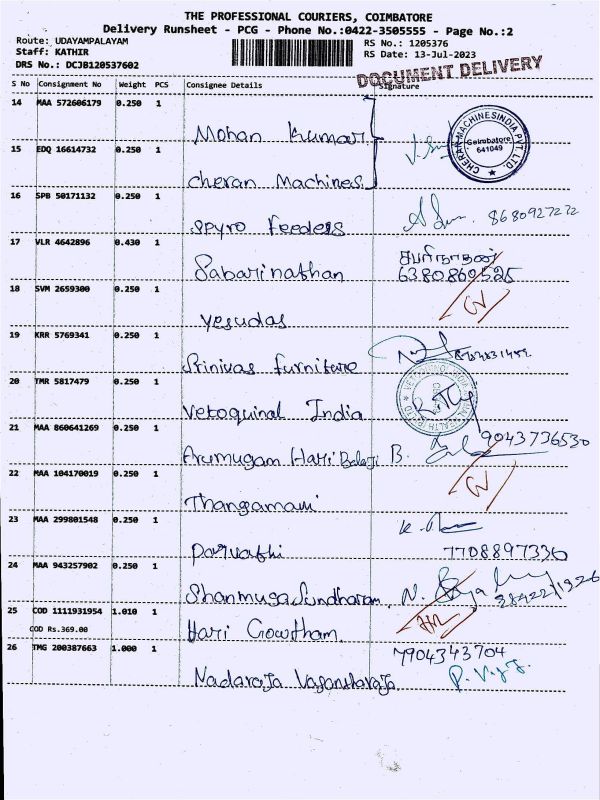 THE PROFESSIONAL COURIERS, COIMBATORE
Delivery Runsheet - PCG - Phone No.:0422-3505555 - Page No.:2
Route: UDAYAMPALAYAM
RS No.: 1205376
Staff: KATHIR
RS Date: 13-Jul-2023
DRS No.: DCJB120537602
DOCUMENT DELIVERY
S No Consignment No Weight PCS Consignee Details Signature
14 MAA 572606179 0.250 1
Mohan Kumar
15 EDQ 16614732 0.250 1
CHERAN MACHINES INDIA PVT. LTD.
Coimbatore
641049
Cheran Machines
16 SPB 50171132 0.250 1
Spyro Feeders
8680927272
17 VLR 4642896 0.430 1
Sabarinathan
சபரிநாதன்
6380860525
18 SVM 2659300 0.250 1
yesudas
19 KRR 5769341 0.250 1
Srinivas furniture
20 TMR 5817479 0.250 1
Vetoquinal India
21 MAA 860641269 0.250 1
Arumugam Hari Balaji B.
9043736530
22 MAA 104170019 0.250 1
Thangamani
23 MAA 299801548 0.250 1
Parvathi
7708897336
24 MAA 943257902 0.250 1
Shanmuga Sundharam
25 COD 1111931954 1.010 1
COD Rs.369.00
Hari Gowtham
26 TMG 200387663 1.000 1
7904343704
Nadaraja Vasantharaja